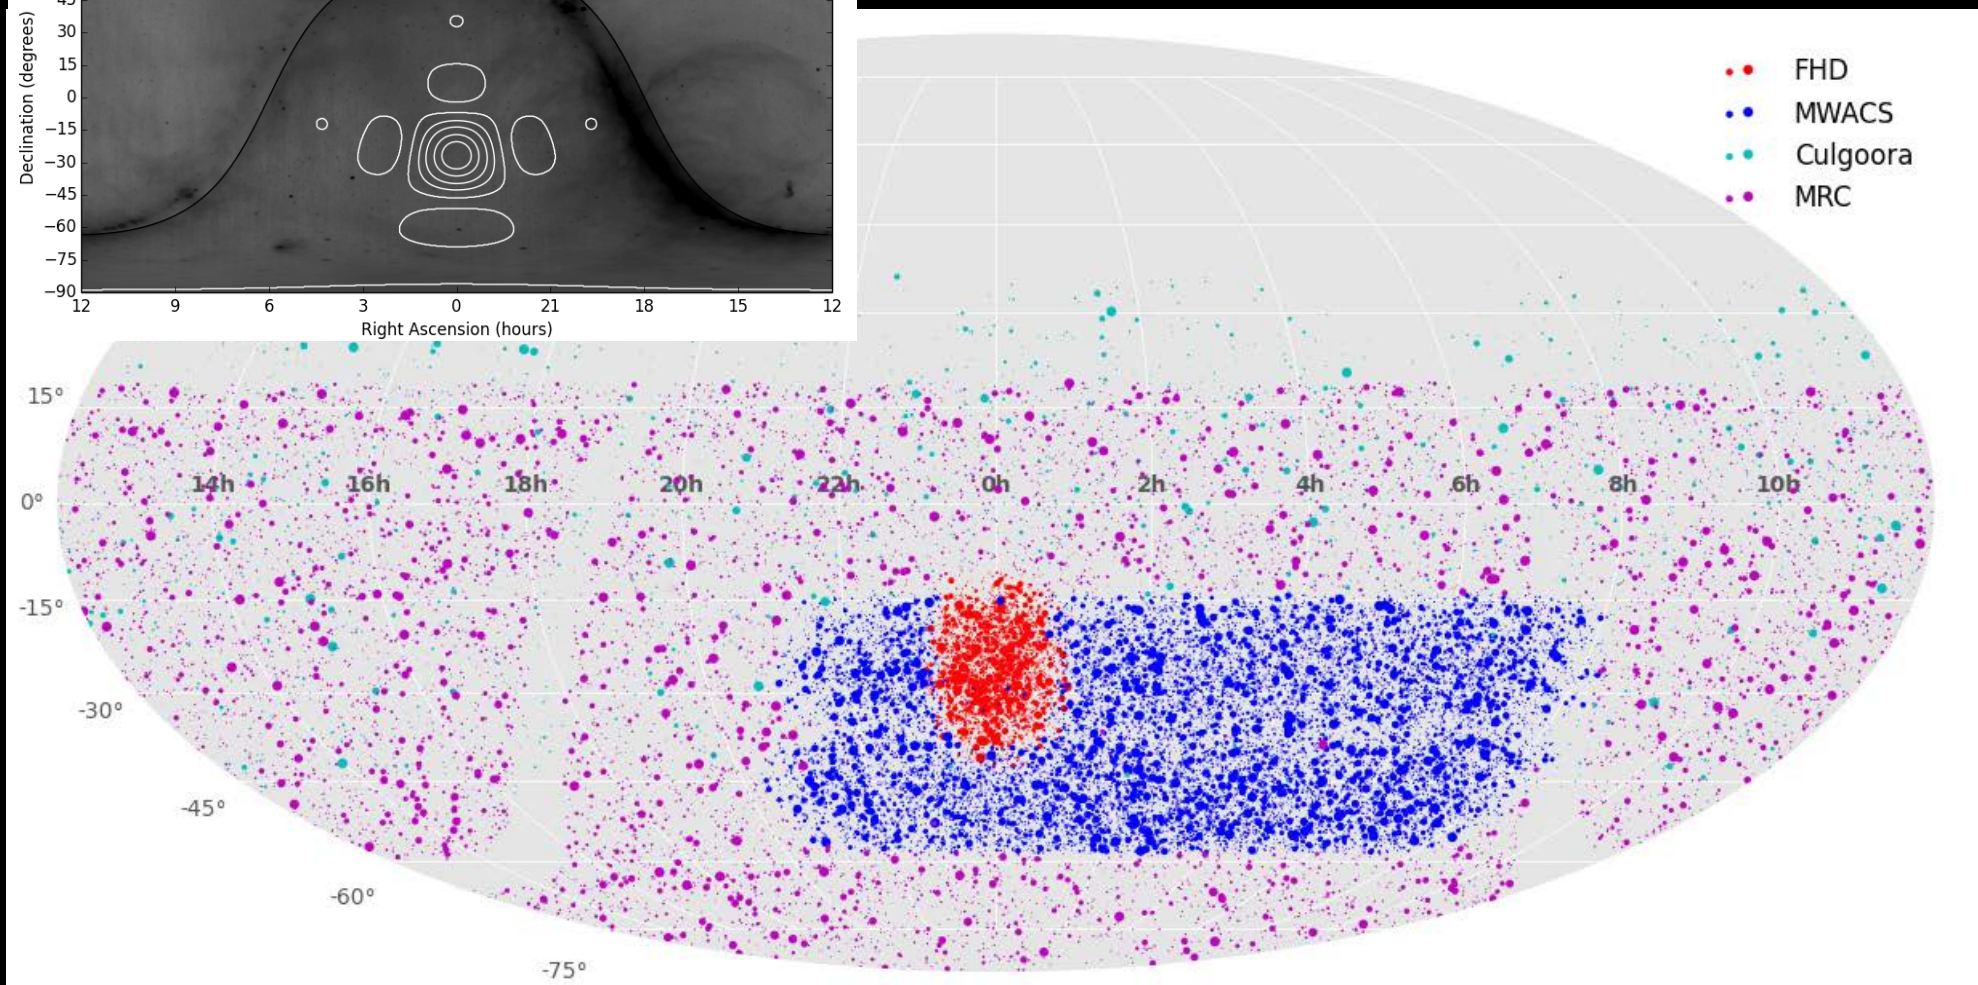 45
30
15
0
−15
−30
−45
−60
−75
−90
Declination (degrees)
12 9 6 3 0 21 18 15 12
Right Ascension (hours)
FHD
MWACS
Culgoora
MRC
15°
14h 16h 18h 20h 22h 0h 2h 4h 6h 8h 10h
0°
-15°
-30°
-45°
-60°
-75°